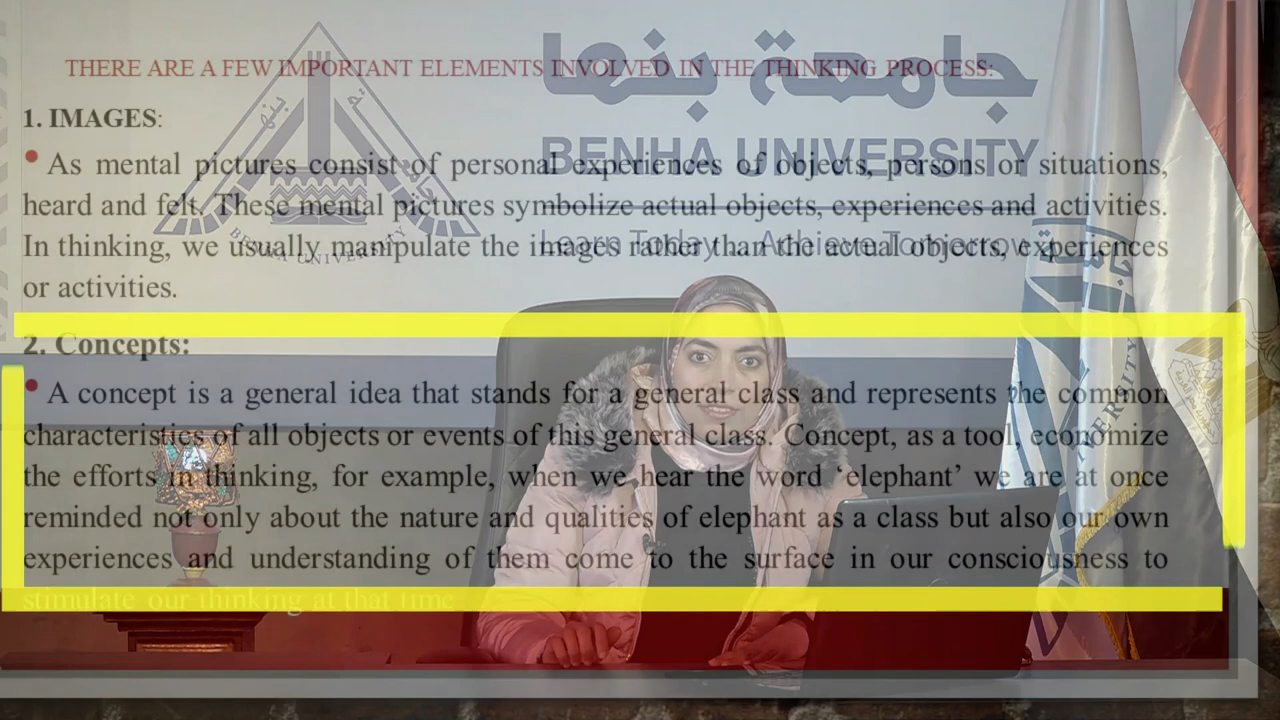 جامعة بنها
THERE ARE A FEW IMPORTANT ELEMENTS INVOLVED IN THE THINKING PROCESS:
1. IMAGES:
BENHA UNIVERSITY
• As mental pictures consist of personal experiences of objects, persons or situations,
heard and felt. These mental pictures symbolize actual objects, experiences and activities.
Learn Today .. Achieve Tomorrow
In thinking, we usually manipulate the images rather than the actual objects, experiences
BENHA UNIVERSITY
or activities.
2. Concepts:
• A concept is a general idea that stands for a general class and represents the common
characteristics of all objects or events of this general class. Concept, as a tool, economize
the efforts in thinking, for example, when we hear the word ‘elephant’ we are at once
reminded not only about the nature and qualities of elephant as a class but also our own
experiences and understanding of them come to the surface in our consciousness to
stimulate our thinking at that time